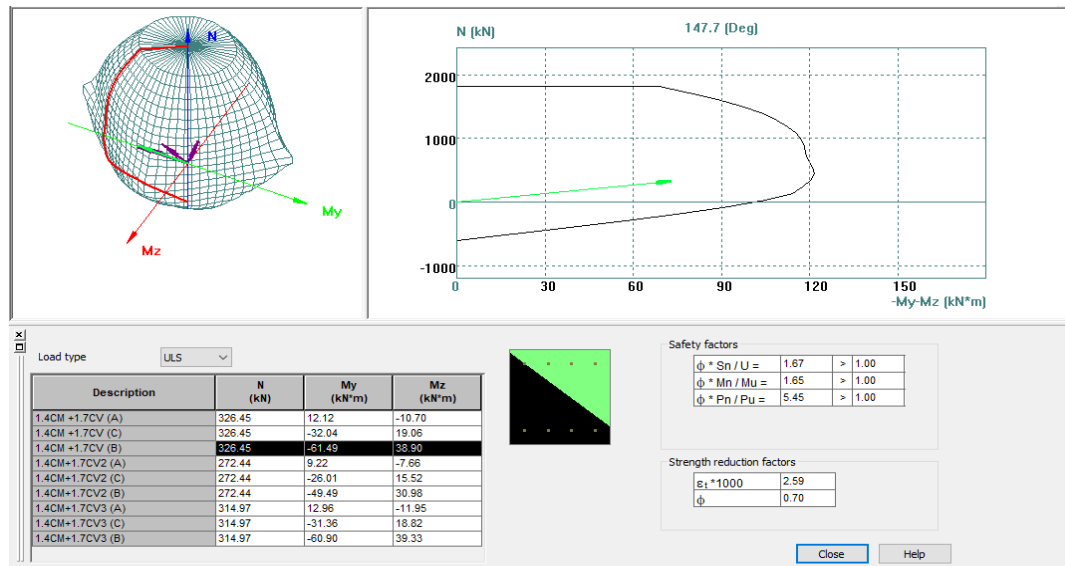 N
My
Mz
N (kN)
147.7 (Deg)
2000
1000
0
-1000
0 30 60 90 120 150
-My-Mz (kN*m)
Load type ULS
Description N (kN) My (kN*m) Mz (kN*m)
1.4CM +1.7CV (A) 326.45 12.12 -10.70
1.4CM +1.7CV (C) 326.45 -32.04 19.06
1.4CM +1.7CV (B) 326.45 -61.49 38.90
1.4CM+1.7CV2 (A) 272.44 9.22 -7.66
1.4CM+1.7CV2 (C) 272.44 -26.01 15.52
1.4CM+1.7CV2 (B) 272.44 -49.49 30.98
1.4CM+1.7CV3 (A) 314.97 12.96 -11.95
1.4CM+1.7CV3 (C) 314.97 -31.36 18.82
1.4CM+1.7CV3 (B) 314.97 -60.90 39.33
Safety factors
ϕ * Sn / U = 1.67 > 1.00
ϕ * Mn / Mu = 1.65 > 1.00
ϕ * Pn / Pu = 5.45 > 1.00
Strength reduction factors
εt*1000 2.59
ϕ 0.70
Close Help